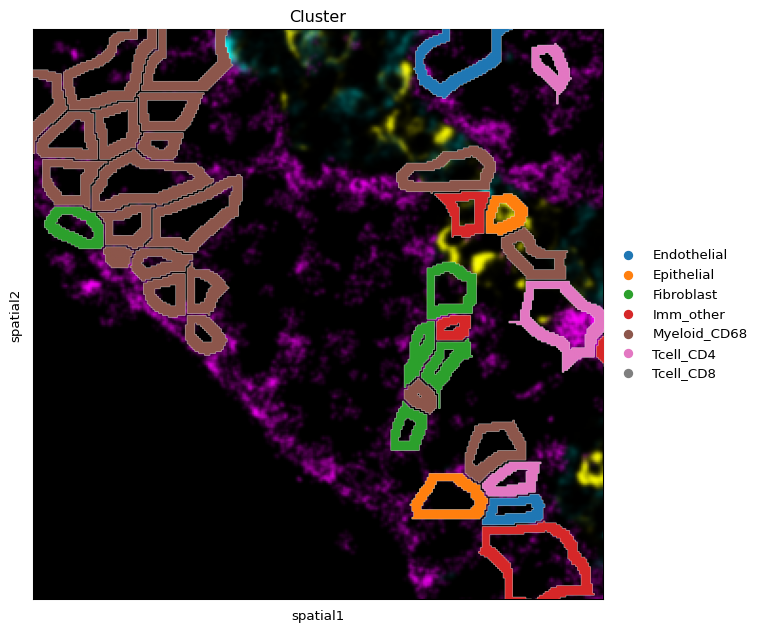 Cluster
spatial2
Endothelial
Epithelial
Fibroblast
Imm_other
Myeloid_CD68
Tcell_CD4
Tcell_CD8
spatial1